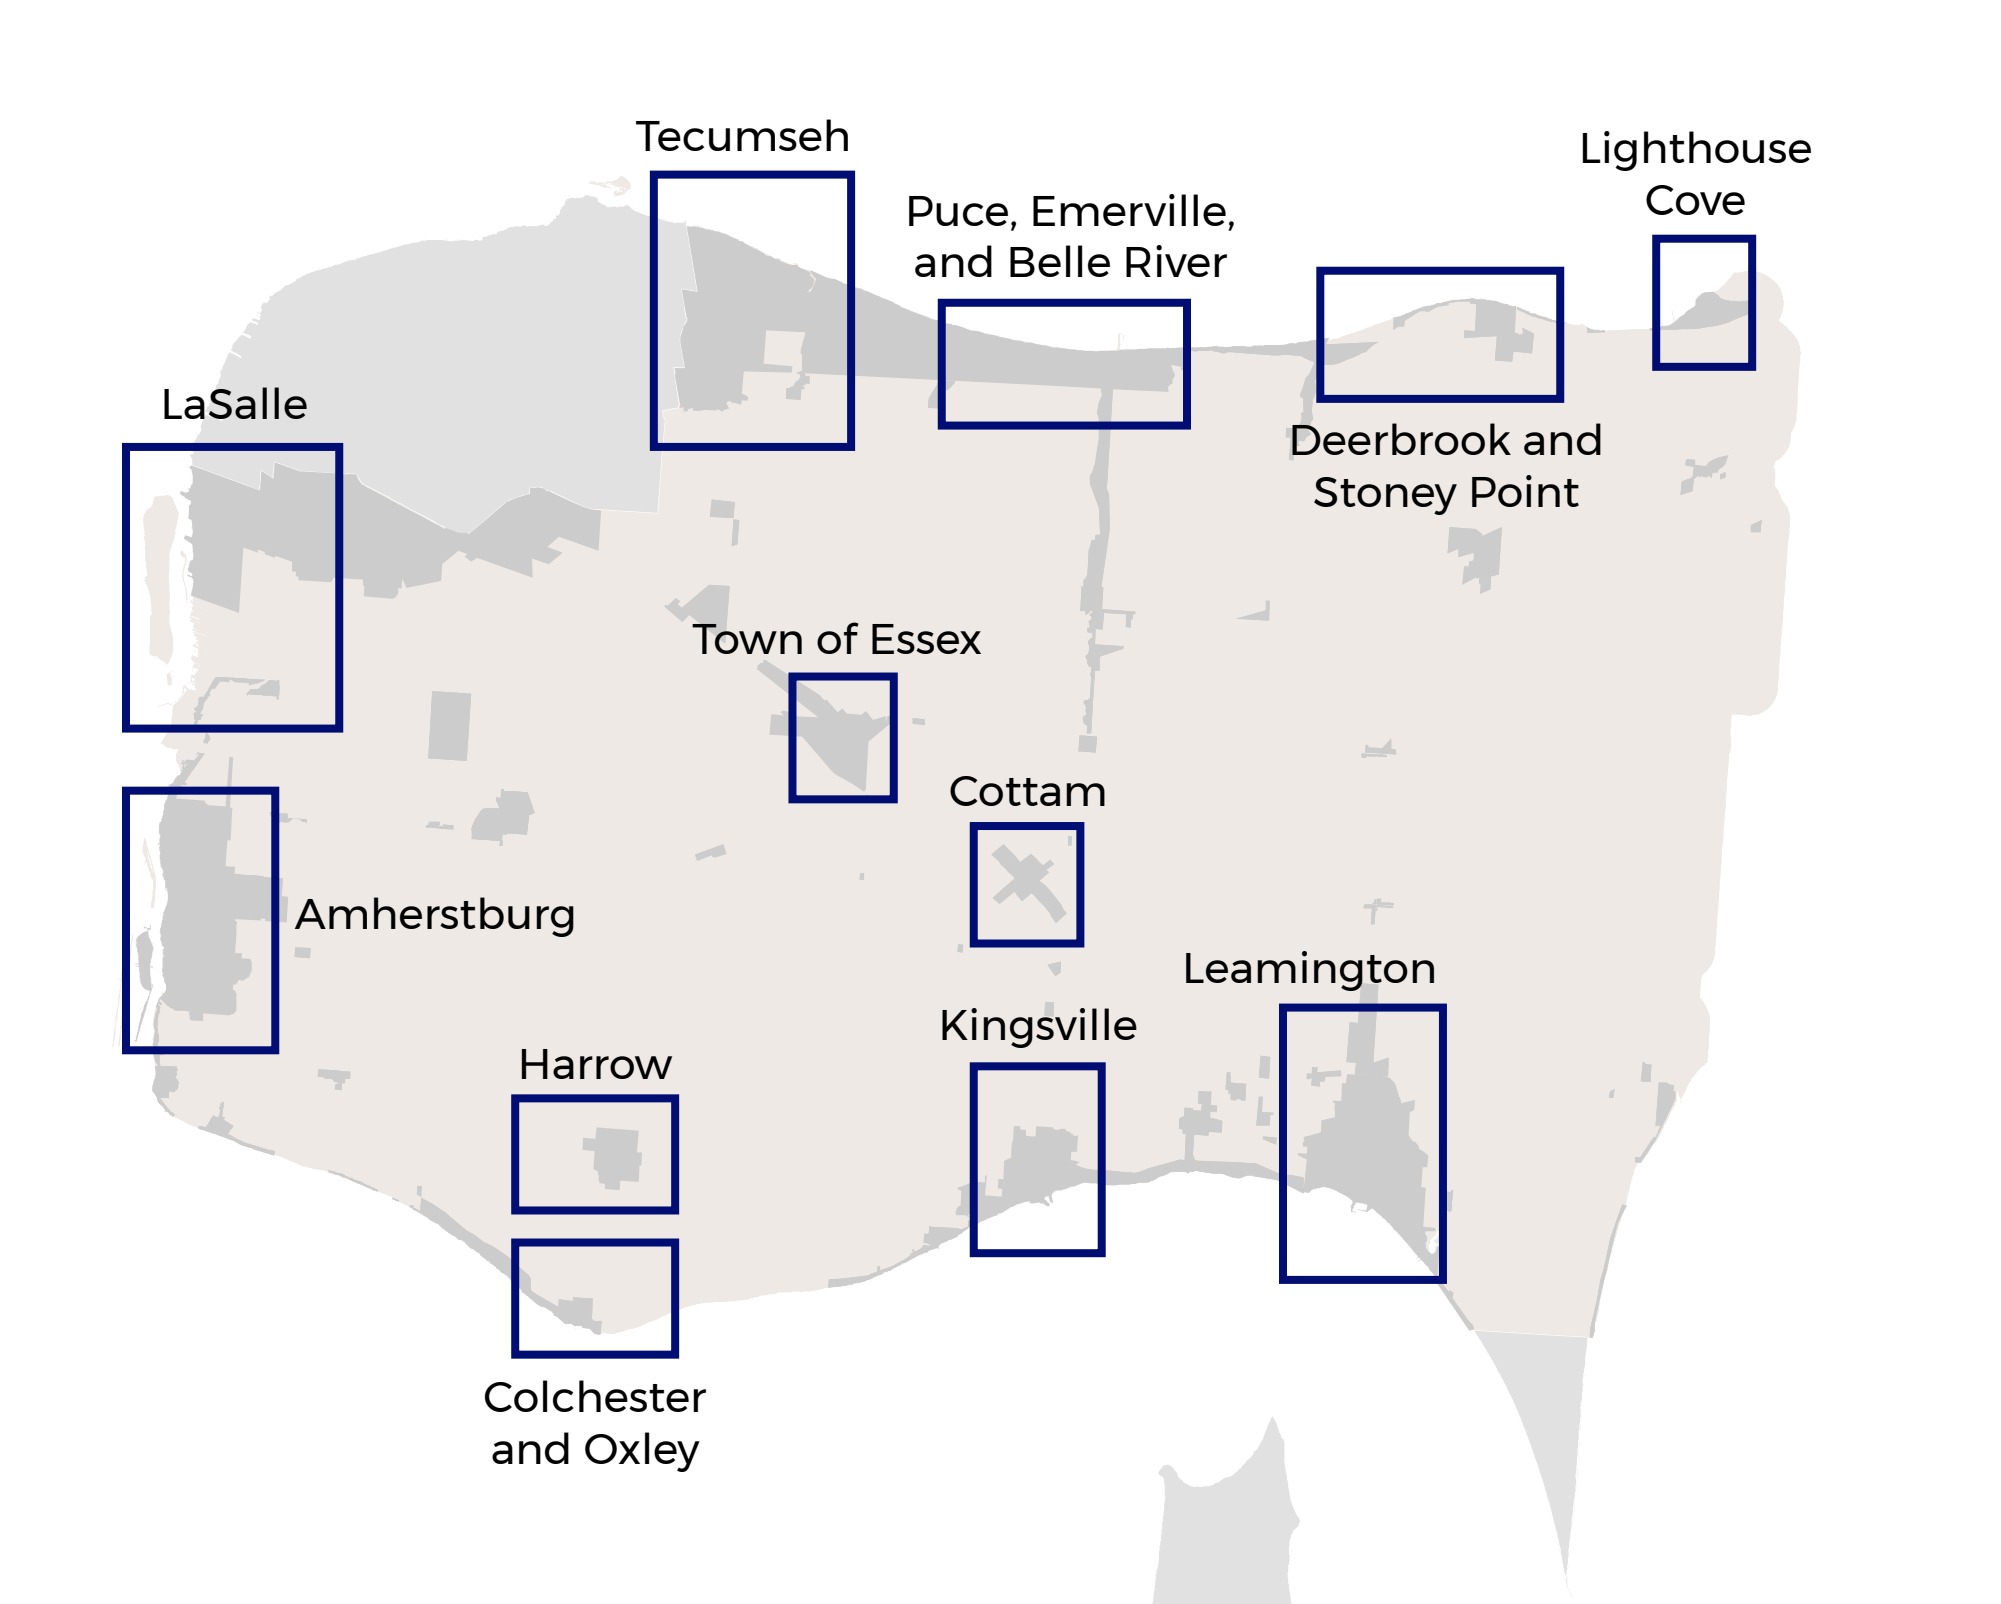 Tecumseh
Lighthouse
Cove
Puce, Emerville,
and Belle River
LaSalle
Deerbrook and
Stoney Point
Town of Essex
Cottam
Amherstburg
Leamington
Kingsville
Harrow
Colchester
and Oxley